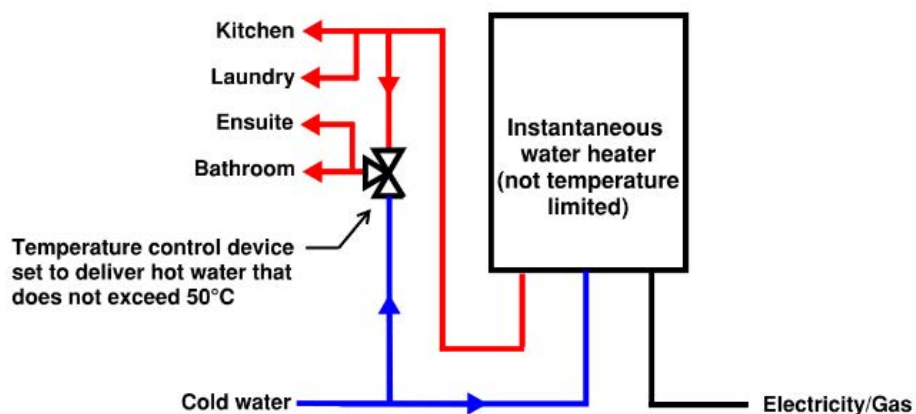 Kitchen
Laundry
Ensuite
Bathroom
Instantaneous
water heater
(not temperature
limited)
Temperature control device
set to deliver hot water that
does not exceed 50°C
Cold water
Electricity/Gas